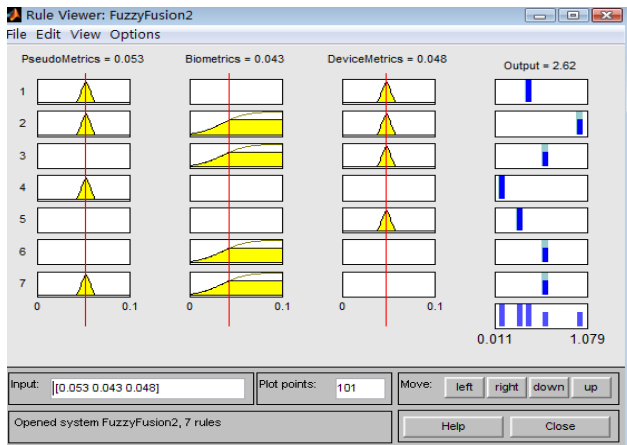 Rule Viewer: FuzzyFusion2
File Edit View Options
PseudoMetrics = 0.053
Biometrics = 0.043
DeviceMetrics = 0.048
Output = 2.62
1
2
3
4
5
6
7
0 0.1
0 0.1
0 0.1
0.011 1.079
Input: [0.053 0.043 0.048]
Plot points: 101
Move: left right down up
Opened system FuzzyFusion2, 7 rules
Help Close